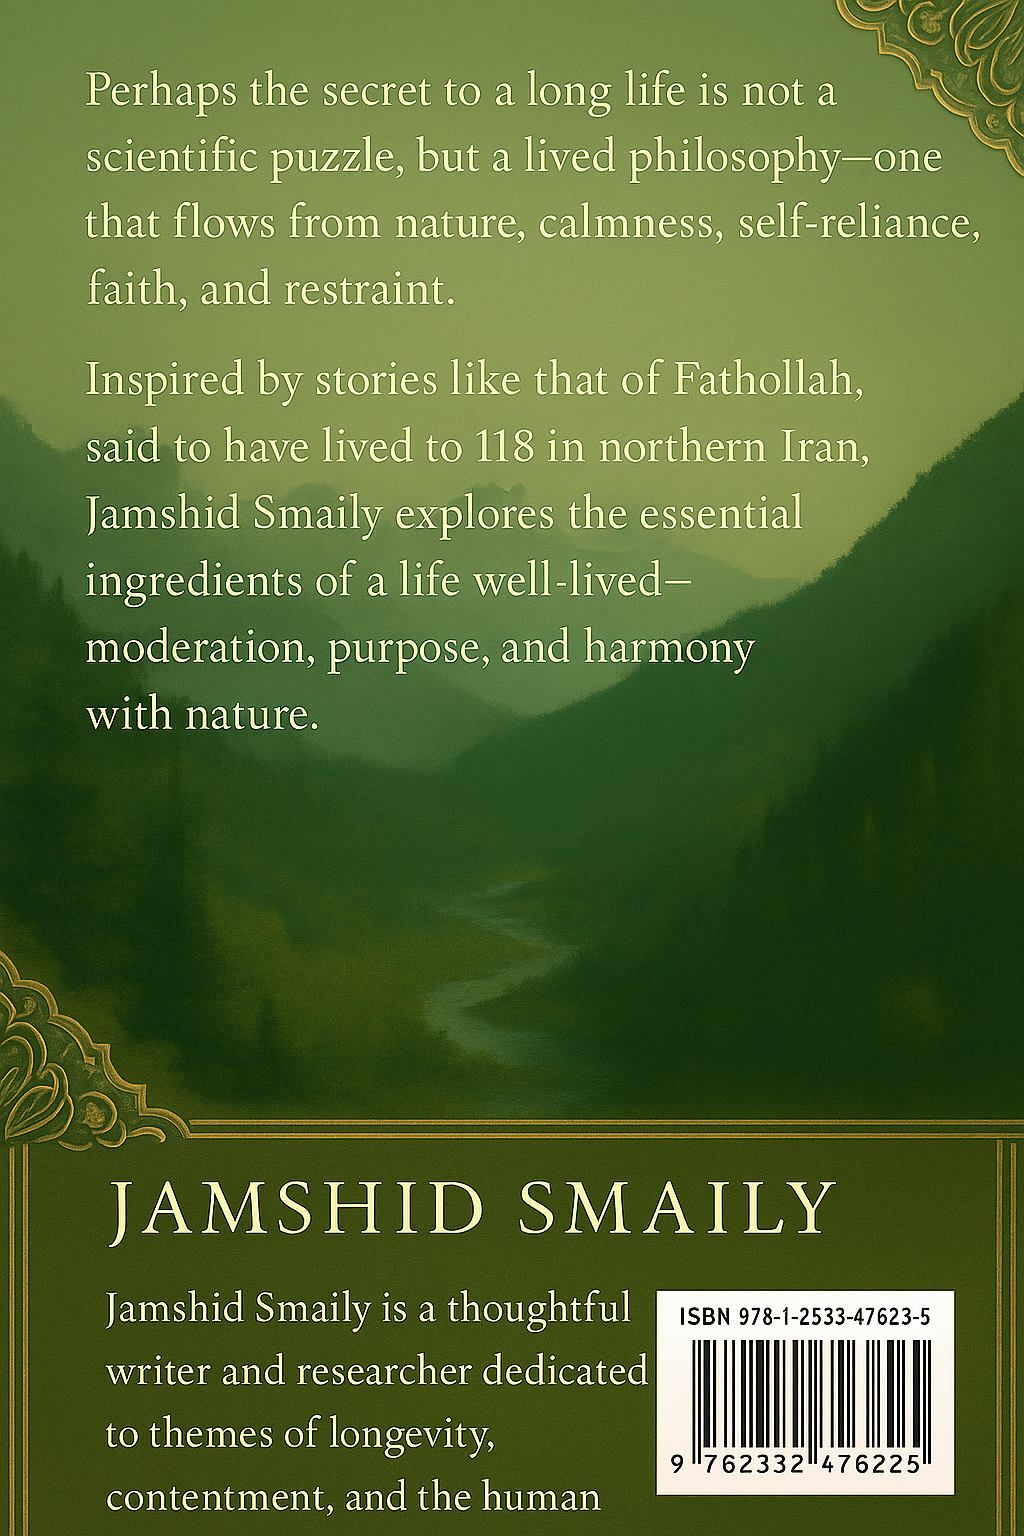 Perhaps the secret to a long life is not a
scientific puzzle, but a lived philosophy—one
that flows from nature, calmness, self-reliance,
faith, and restraint.
Inspired by stories like that of Fathollah,
said to have lived to 118 in northern Iran,
Jamshid Smaily explores the essential
ingredients of a life well-lived—
moderation, purpose, and harmony
with nature.
JAMSHID SMAILY
Jamshid Smaily is a thoughtful
writer and researcher dedicated
to themes of longevity,
contentment, and the human
ISBN 978-1-2533-47623-5
9 762332 476225